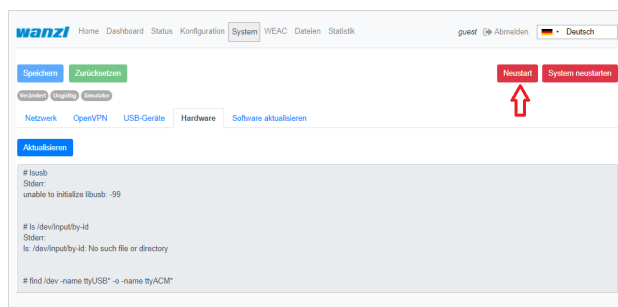 wanzl Home Dashboard Status Konfiguration System WEAC Dateien Statistik guest Abmelden Deutsch
Speichern Zurücksetzen Neustart System neustarten
Verändert Ungültig Simulator
Netzwerk OpenVPN USB-Geräte Hardware Software aktualisieren
Aktualisieren
# lsusb
Stderr:
unable to initialize libusb: -99
# ls /dev/input/by-id
Stderr:
ls: /dev/input/by-id: No such file or directory
# find /dev -name ttyUSB* -o -name ttyACM*